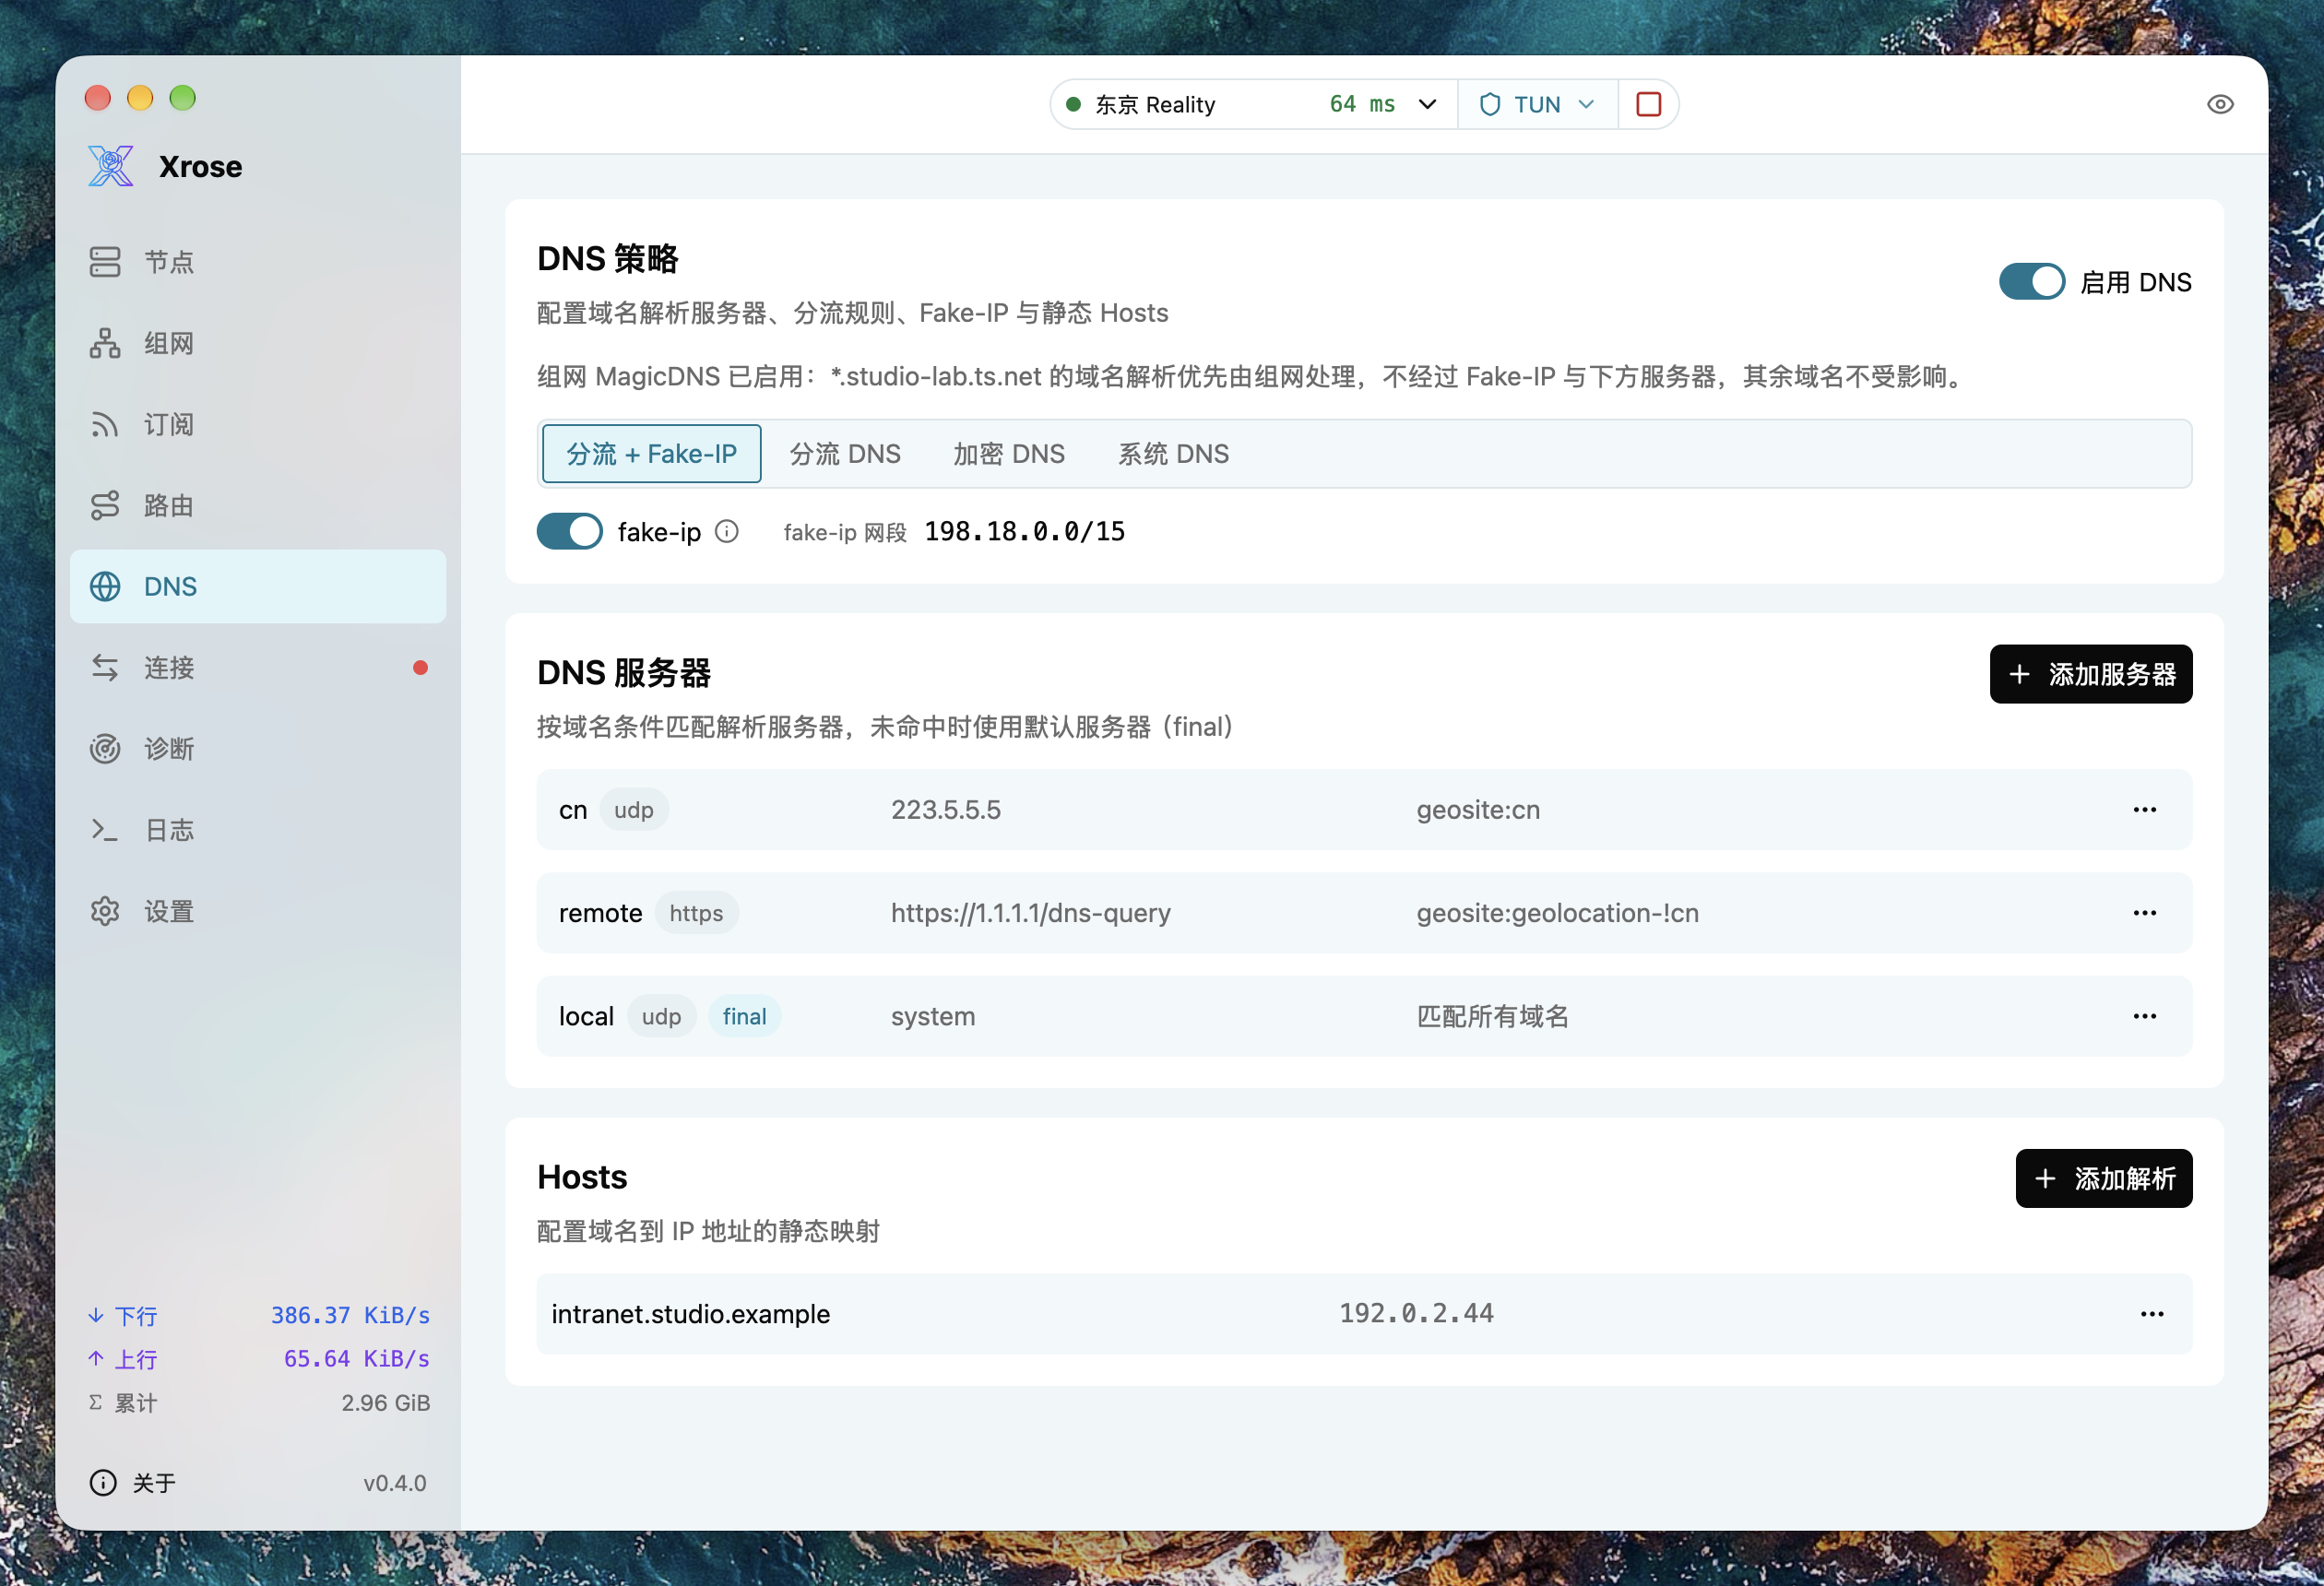 Xrose
节点
组网
订阅
路由
DNS
连接
诊断
日志
设置
↓ 下行 386.37 KiB/s
↑ 上行 65.64 KiB/s
Σ 累计 2.96 GiB
关于 v0.4.0
东京 Reality 64 ms TUN
DNS 策略
启用 DNS
配置域名解析服务器、分流规则、Fake-IP 与静态 Hosts
组网 MagicDNS 已启用：*.studio-lab.ts.net 的域名解析优先由组网处理，不经过 Fake-IP 与下方服务器，其余域名不受影响。
分流 + Fake-IP 分流 DNS 加密 DNS 系统 DNS
fake-ip fake-ip 网段 198.18.0.0/15
DNS 服务器
+ 添加服务器
按域名条件匹配解析服务器，未命中时使用默认服务器（final）
cn udp 223.5.5.5 geosite:cn
remote https https://1.1.1.1/dns-query geosite:geolocation-!cn
local udp final system 匹配所有域名
Hosts
+ 添加解析
配置域名到 IP 地址的静态映射
intranet.studio.example 192.0.2.44